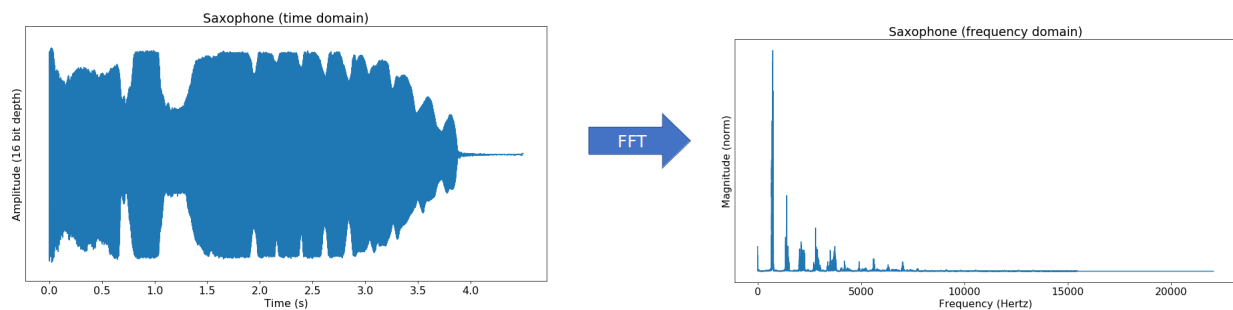 Saxophone (time domain)
Amplitude (16 bit depth)
0.0 0.5 1.0 1.5 2.0 2.5 3.0 3.5 4.0
Time (s)
FFT
Saxophone (frequency domain)
Magnitude (norm)
0 5000 10000 15000 20000
Frequency (Hertz)